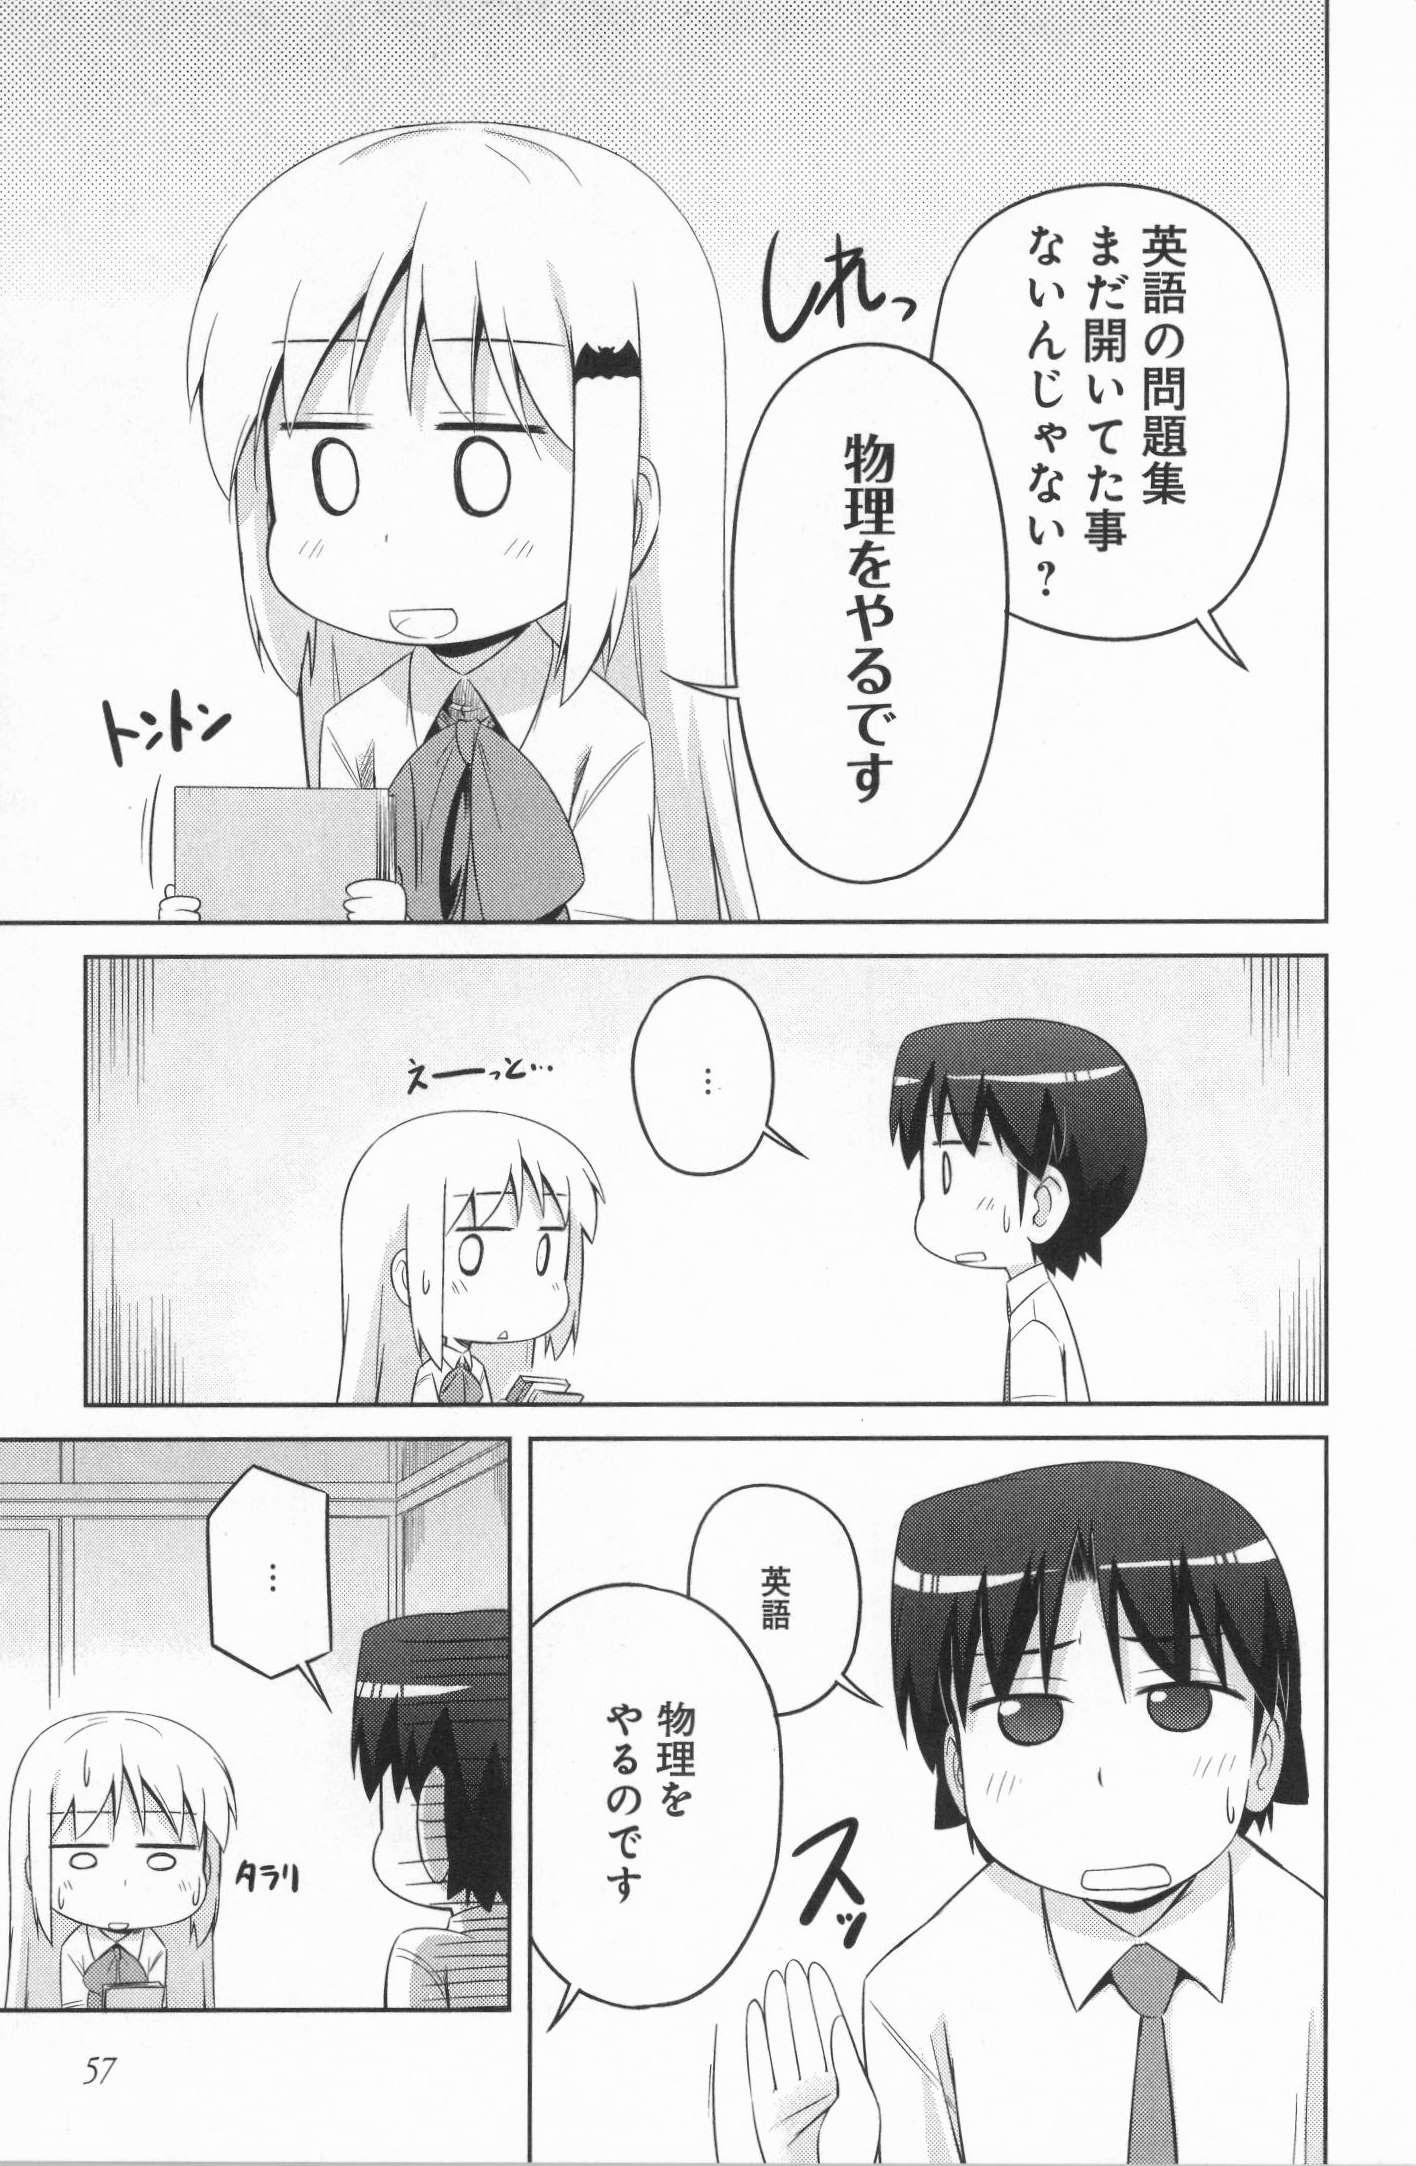 英語の問題集
まだ開いてた事
ないんじゃない?
しれっ
物理をやるです
トントン
…
えーっと…
英語
スッ
物理を
やるのです
…
タラリ
57